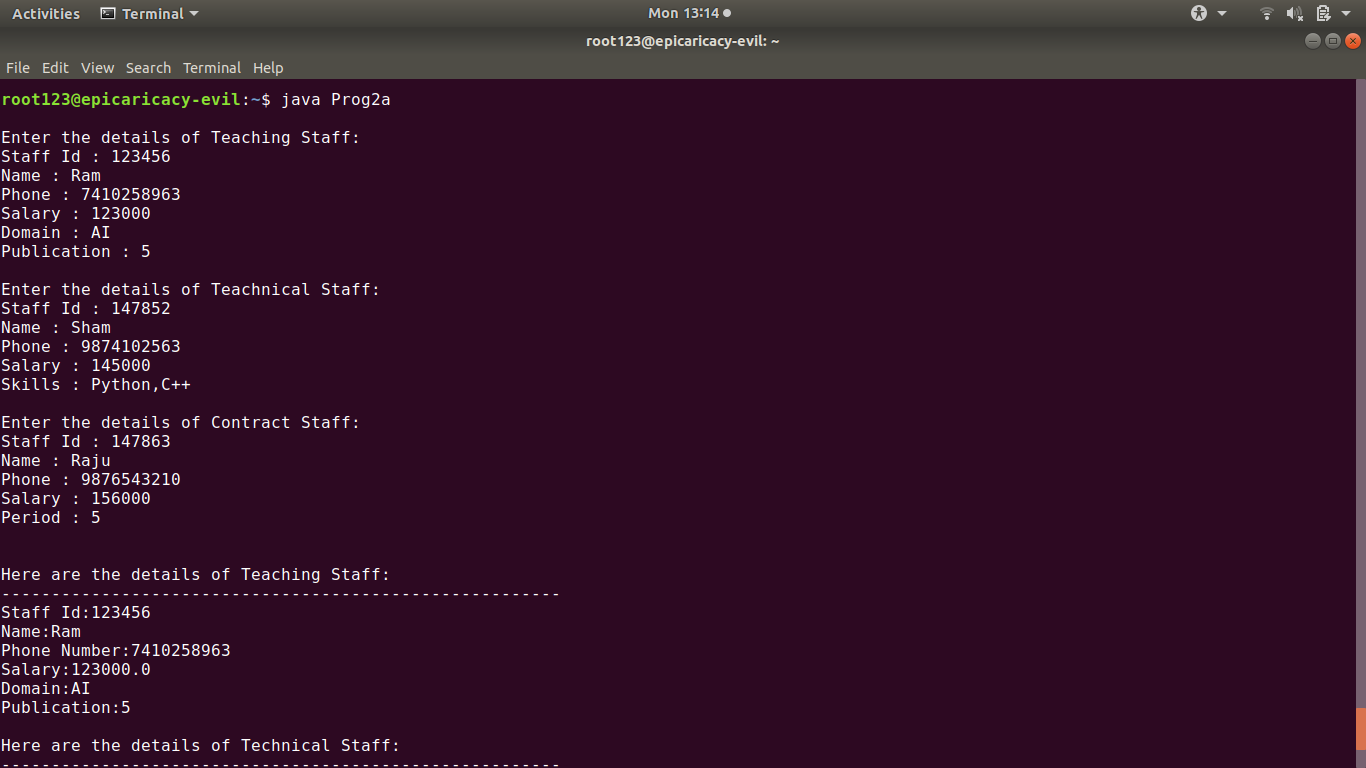 Activities Terminal Mon 13:14
root123@epicaricacy-evil: ~
File Edit View Search Terminal Help
root123@epicaricacy-evil:~$ java Prog2a
Enter the details of Teaching Staff:
Staff Id : 123456
Name : Ram
Phone : 7410258963
Salary : 123000
Domain : AI
Publication : 5
Enter the details of Teachnical Staff:
Staff Id : 147852
Name : Sham
Phone : 9874102563
Salary : 145000
Skills : Python,C++
Enter the details of Contract Staff:
Staff Id : 147863
Name : Raju
Phone : 9876543210
Salary : 156000
Period : 5
Here are the details of Teaching Staff:
--------------------------------------------------------
Staff Id:123456
Name:Ram
Phone Number:7410258963
Salary:123000.0
Domain:AI
Publication:5
Here are the details of Technical Staff:
--------------------------------------------------------